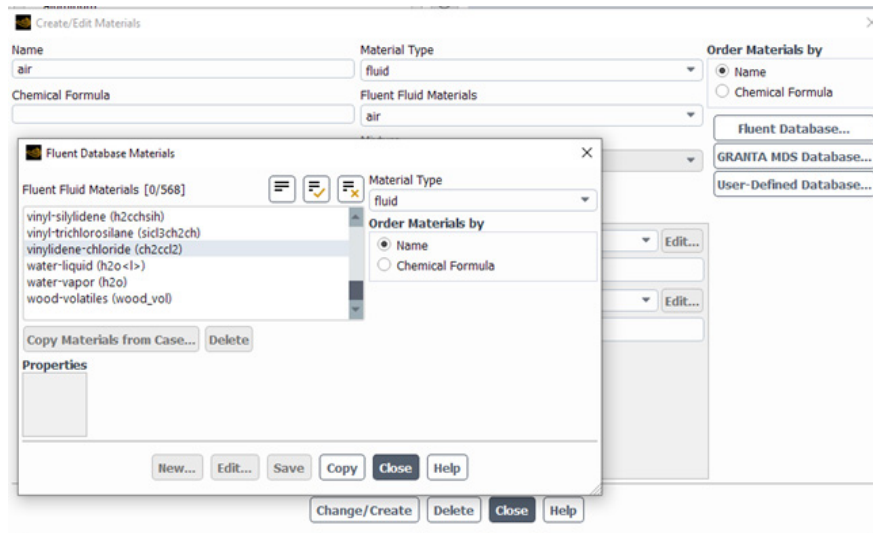 Create/Edit Materials
Name
Material Type
Order Materials by
air
fluid
Name
Chemical Formula
Chemical Formula
Fluent Fluid Materials
air
Fluent Database...
GRANTA MDS Database...
User-Defined Database...
Edit...
Edit...
Fluent Database Materials
Fluent Fluid Materials [0/568]
Material Type
fluid
vinyl-silylidene (h2cchsih)
vinyl-trichlorosilane (sicl3ch2ch)
vinylidene-chloride (ch2ccl2)
water-liquid (h2o<l>)
water-vapor (h2o)
wood-volatiles (wood_vol)
Order Materials by
Name
Chemical Formula
Copy Materials from Case... Delete
Properties
New... Edit... Save Copy Close Help
Change/Create Delete Close Help